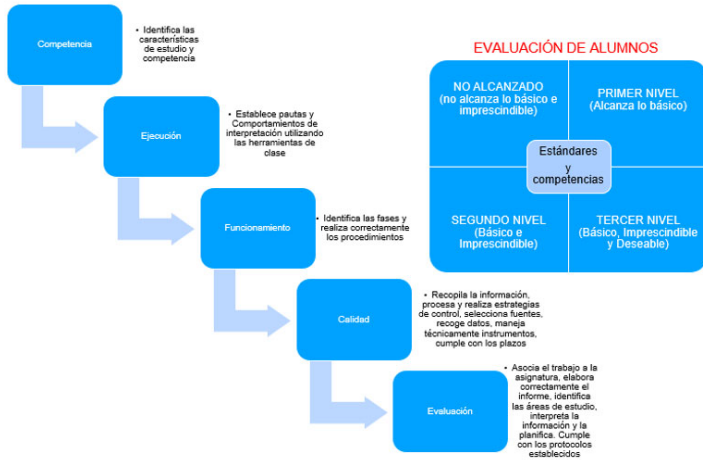 Competencia
• Identifica las
características
de estudio y
competencia
Ejecución
• Establece pautas y
Comportamientos de
interpretación utilizando
las herramientas de
clase
Funcionamiento
• Identifica las fases y
realiza correctamente
los procedimientos
Calidad
• Recopila la información,
procesa y realiza estrategias
de control, selecciona fuentes,
recoge datos, maneja
técnicamente instrumentos,
cumple con los plazos
Evaluación
• Asocia el trabajo a la
asignatura, elabora
correctamente el
informe, identifica
las áreas de estudio,
interpreta la
información y la
planifica. Cumple
con los protocolos
establecidos
EVALUACIÓN DE ALUMNOS
NO ALCANZADO
(no alcanza lo básico e
imprescindible)
PRIMER NIVEL
(Alcanza lo básico)
Estándares
y
competencias
SEGUNDO NIVEL
(Básico e
Imprescindible)
TERCER NIVEL
(Básico, Imprescindible
y Deseable)